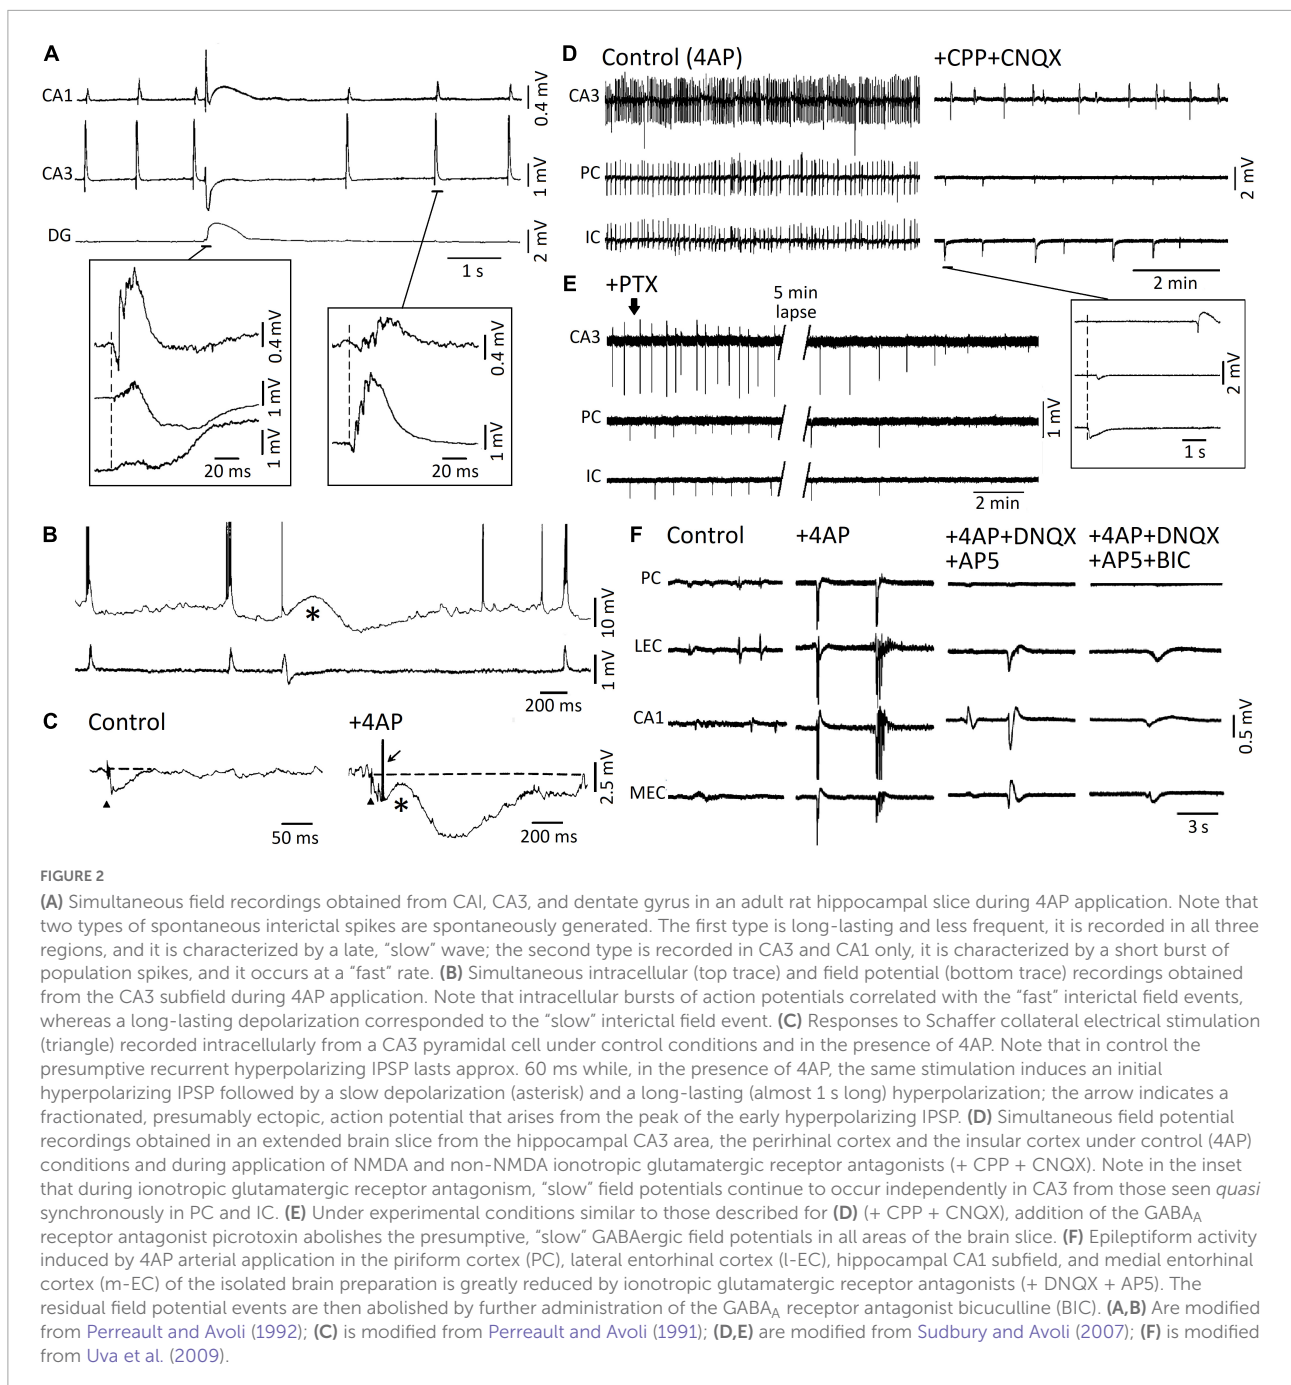 A
CA1
0.4 mV
CA3
1 mV
DG
2 mV
1 s
0.4 mV
1 mV
1 mV
20 ms
0.4 mV
1 mV
20 ms
B
*
10 mV
1 mV
200 ms
C
Control
+4AP
*
2.5 mV
50 ms
200 ms
D
Control (4AP)
+CPP+CNQX
CA3
PC
2 mV
IC
2 min
E
+PTX
5 min
lapse
CA3
PC
1 mV
IC
2 min
2 mV
1 s
F
Control
+4AP
+4AP+DNQX
+AP5
+4AP+DNQX
+AP5+BIC
PC
LEC
CA1
0.5 mV
MEC
3 s
FIGURE 2
(A) Simultaneous field recordings obtained from CAI, CA3, and dentate gyrus in an adult rat hippocampal slice during 4AP application. Note that
two types of spontaneous interictal spikes are spontaneously generated. The first type is long-lasting and less frequent, it is recorded in all three
regions, and it is characterized by a late, “slow” wave; the second type is recorded in CA3 and CA1 only, it is characterized by a short burst of
population spikes, and it occurs at a “fast” rate. (B) Simultaneous intracellular (top trace) and field potential (bottom trace) recordings obtained
from the CA3 subfield during 4AP application. Note that intracellular bursts of action potentials correlated with the “fast” interictal field events,
whereas a long-lasting depolarization corresponded to the “slow” interictal field event. (C) Responses to Schaffer collateral electrical stimulation
(triangle) recorded intracellularly from a CA3 pyramidal cell under control conditions and in the presence of 4AP. Note that in control the
presumptive recurrent hyperpolarizing IPSP lasts approx. 60 ms while, in the presence of 4AP, the same stimulation induces an initial
hyperpolarizing IPSP followed by a slow depolarization (asterisk) and a long-lasting (almost 1 s long) hyperpolarization; the arrow indicates a
fractionated, presumably ectopic, action potential that arises from the peak of the early hyperpolarizing IPSP. (D) Simultaneous field potential
recordings obtained in an extended brain slice from the hippocampal CA3 area, the perirhinal cortex and the insular cortex under control (4AP)
conditions and during application of NMDA and non-NMDA ionotropic glutamatergic receptor antagonists (+ CPP + CNQX). Note in the inset
that during ionotropic glutamatergic receptor antagonism, “slow” field potentials continue to occur independently in CA3 from those seen quasi
synchronously in PC and IC. (E) Under experimental conditions similar to those described for (D) (+ CPP + CNQX), addition of the GABAA
receptor antagonist picrotoxin abolishes the presumptive, “slow” GABAergic field potentials in all areas of the brain slice. (F) Epileptiform activity
induced by 4AP arterial application in the piriform cortex (PC), lateral entorhinal cortex (l-EC), hippocampal CA1 subfield, and medial entorhinal
cortex (m-EC) of the isolated brain preparation is greatly reduced by ionotropic glutamatergic receptor antagonists (+ DNQX + AP5). The
residual field potential events are then abolished by further administration of the GABAA receptor antagonist bicuculline (BIC). (A,B) Are modified
from Perreault and Avoli (1992); (C) is modified from Perreault and Avoli (1991); (D,E) are modified from Sudbury and Avoli (2007); (F) is modified
from Uva et al. (2009).